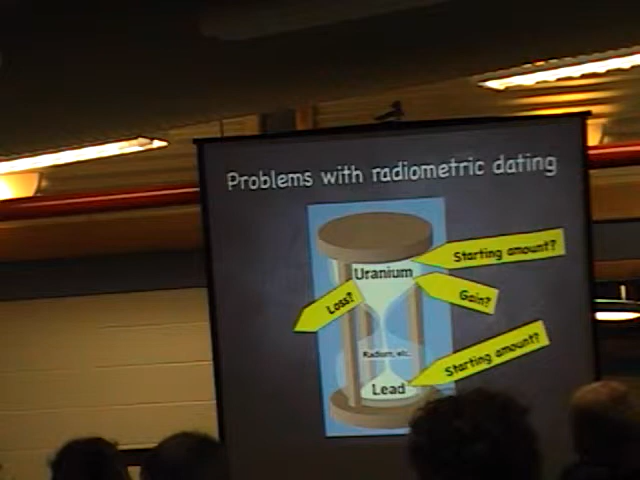 Problems with radiometric dating
Uranium
Starting amount?
Loss?
Gain?
Radium, etc.
Starting amount?
Lead